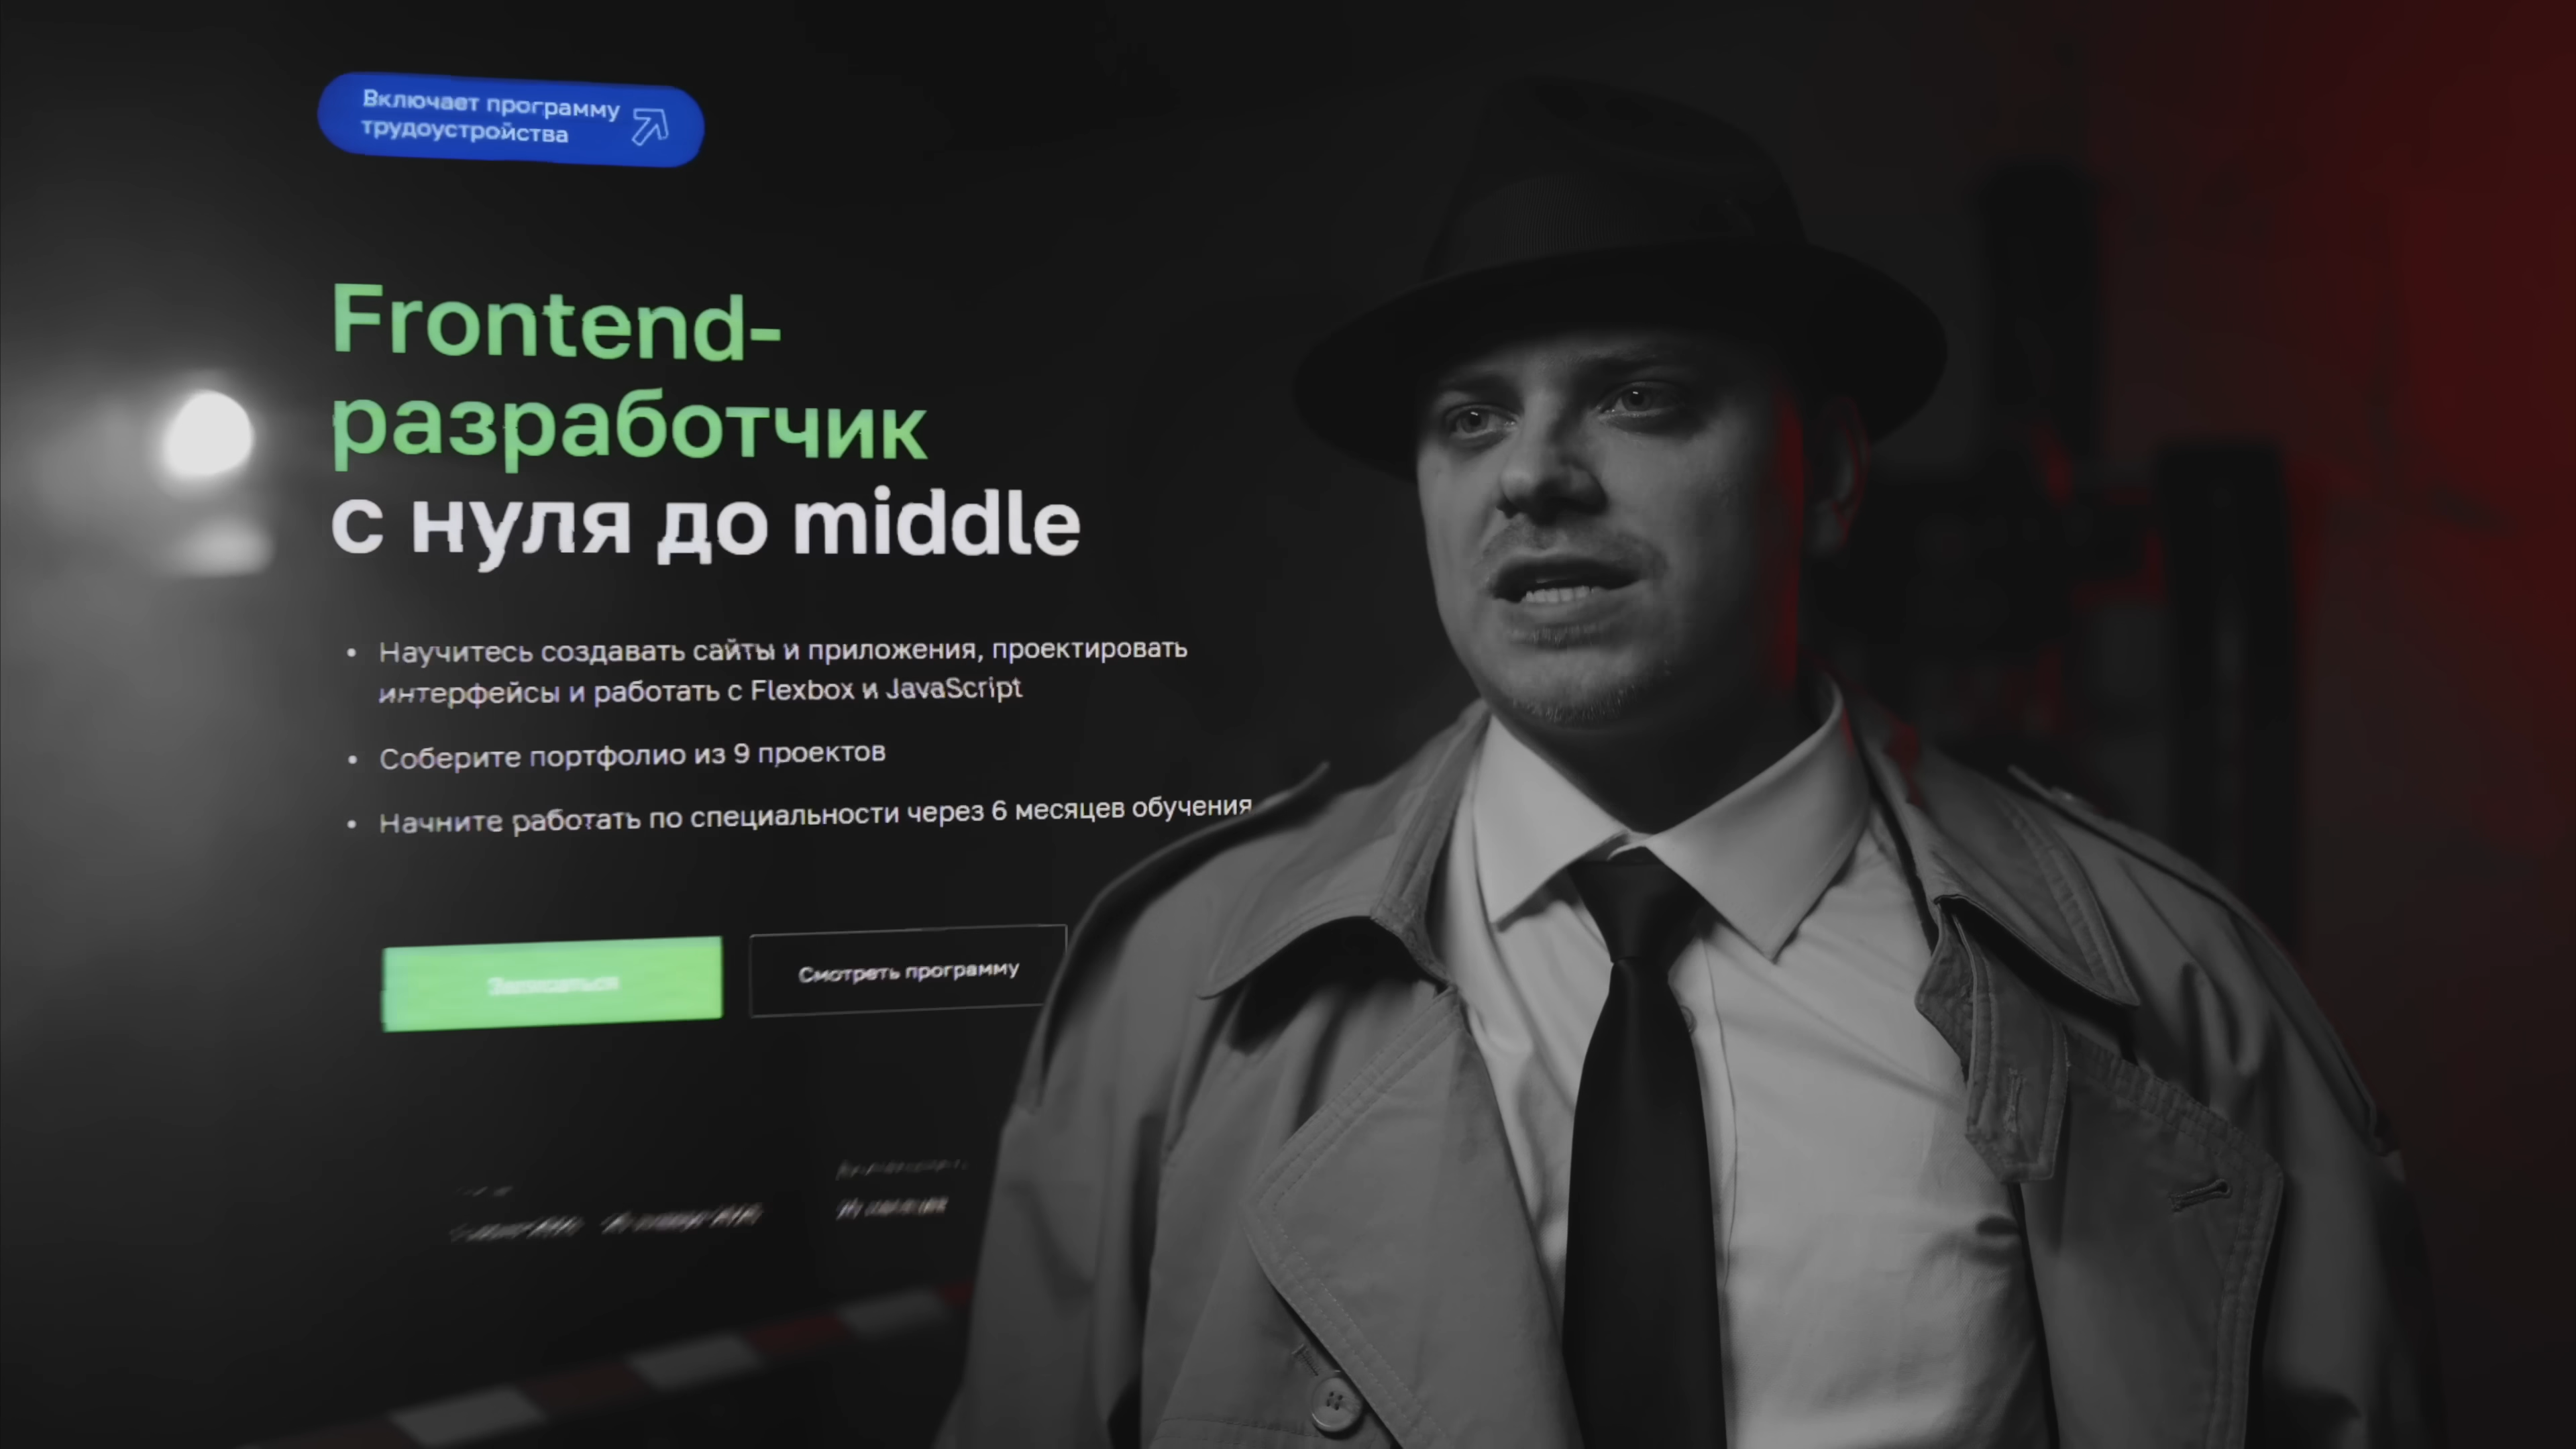 Включает программу
трудоустройства
Frontend-
разработчик
с нуля до middle
• Научитесь создавать сайты и приложения, проектировать
интерфейсы и работать с Flexbox и JavaScript
• Соберите портфолио из 9 проектов
• Начните работать по специальности через 6 месяцев обучения
Записаться
Смотреть программу